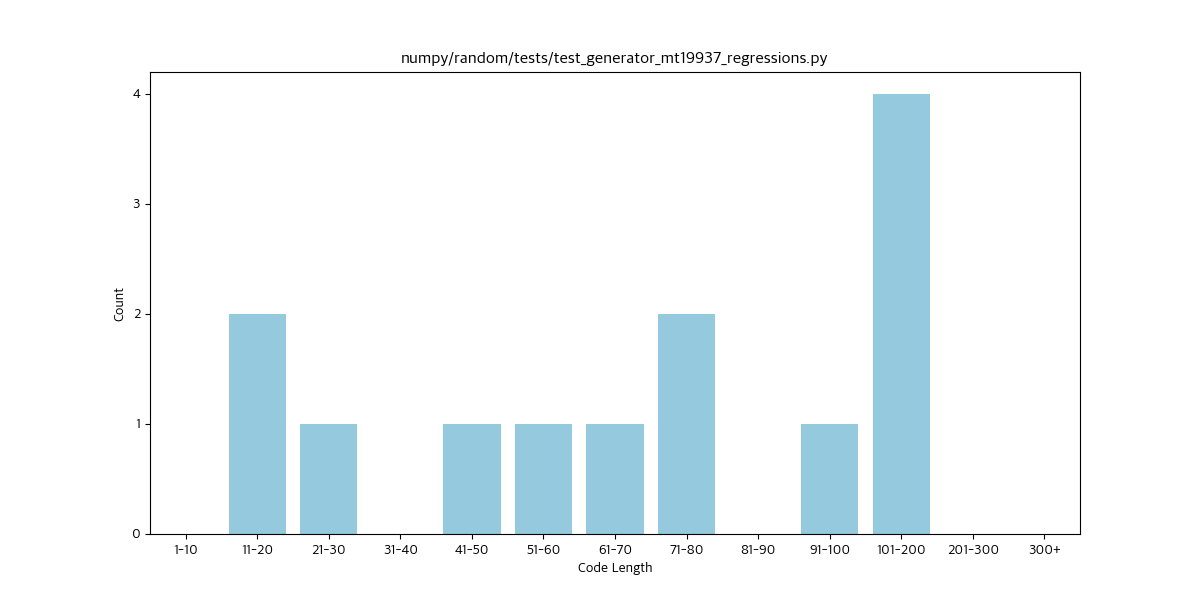 numpy/random/tests/test_generator_mt19937_regressions.py
Count
4
3
2
1
0
1-10 11-20 21-30 31-40 41-50 51-60 61-70 71-80 81-90 91-100 101-200 201-300 300+
Code Length